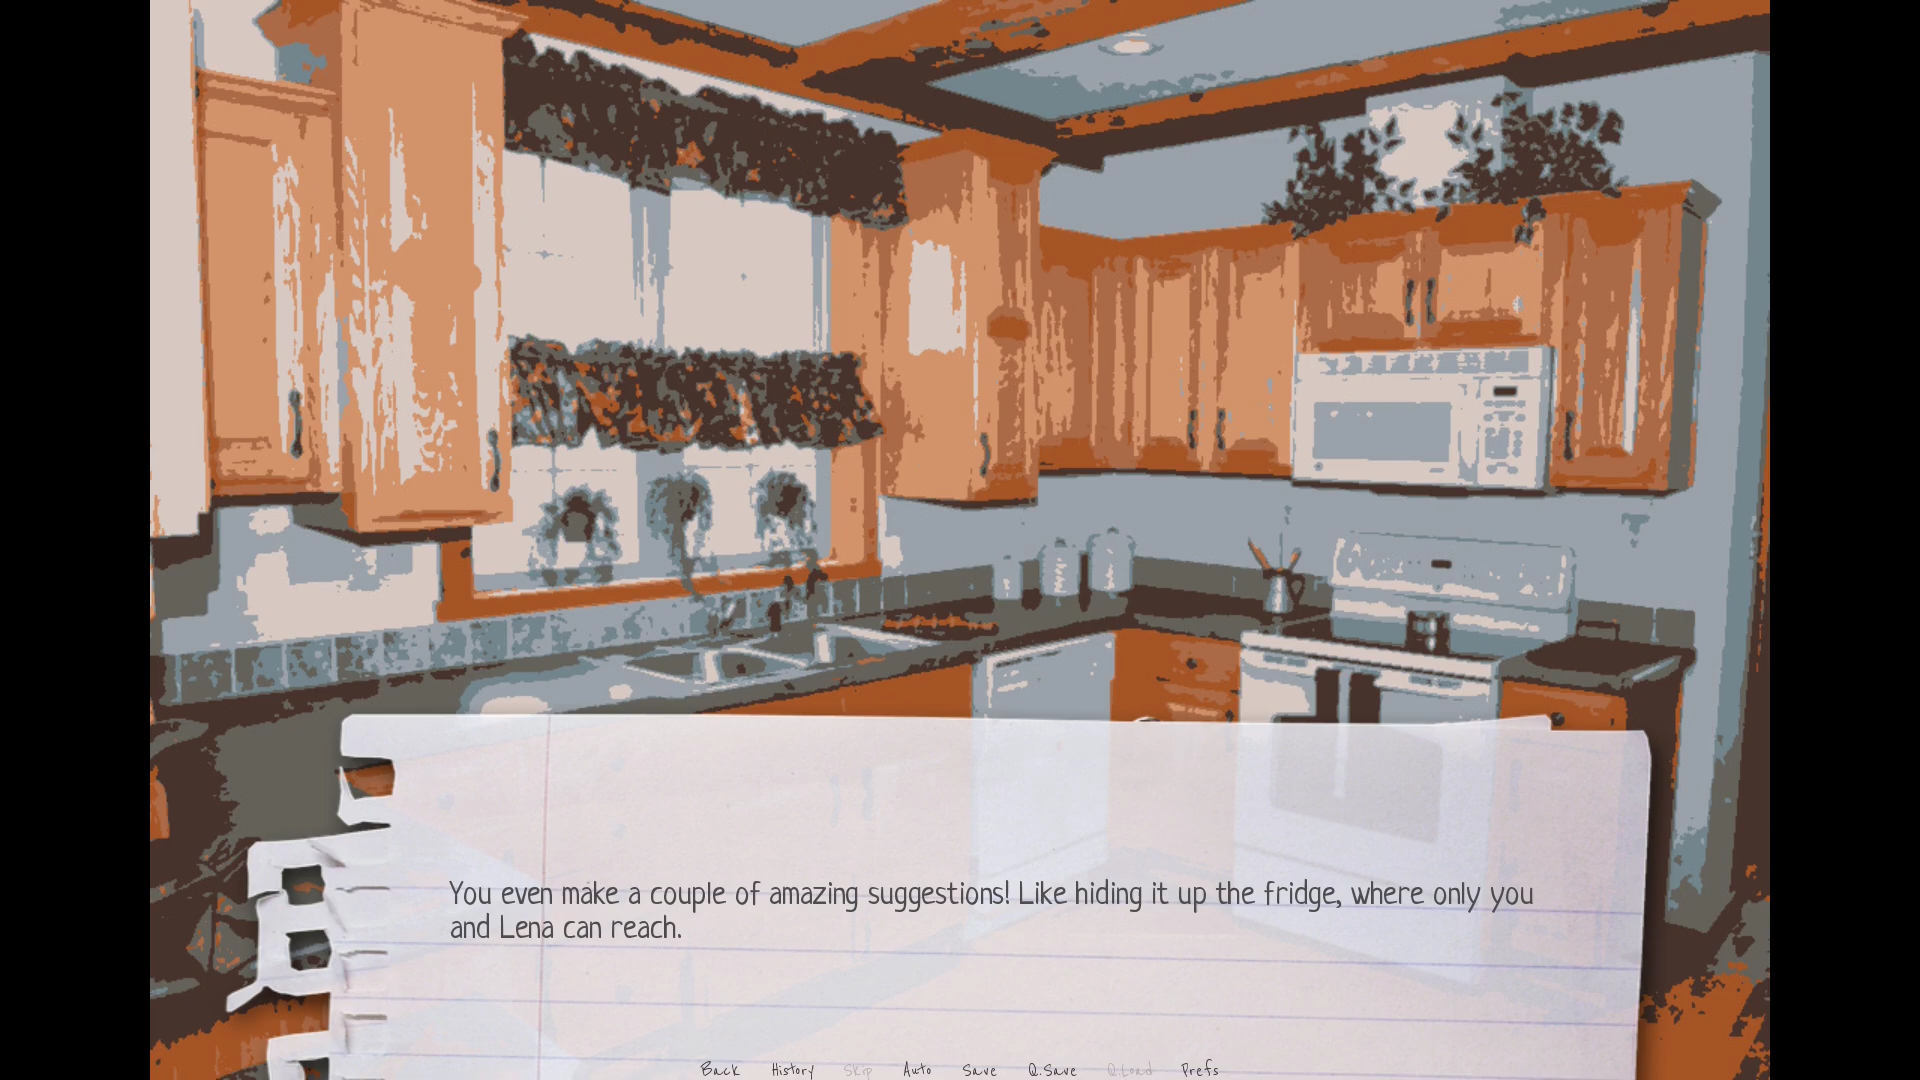 You even make a couple of amazing suggestions! Like hiding it up the fridge, where only you
and Lena can reach.
Back History Skip Auto Save Q.Save Q.Load Prefs